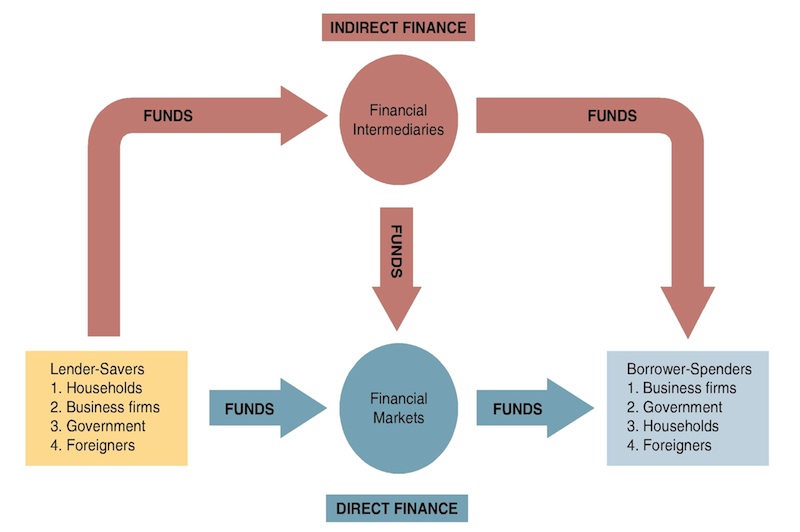 INDIRECT FINANCE
FUNDS
Financial
Intermediaries
FUNDS
FUNDS
Lender-Savers
1. Households
2. Business firms
3. Government
4. Foreigners
FUNDS
Financial
Markets
FUNDS
Borrower-Spenders
1. Business firms
2. Government
3. Households
4. Foreigners
DIRECT FINANCE